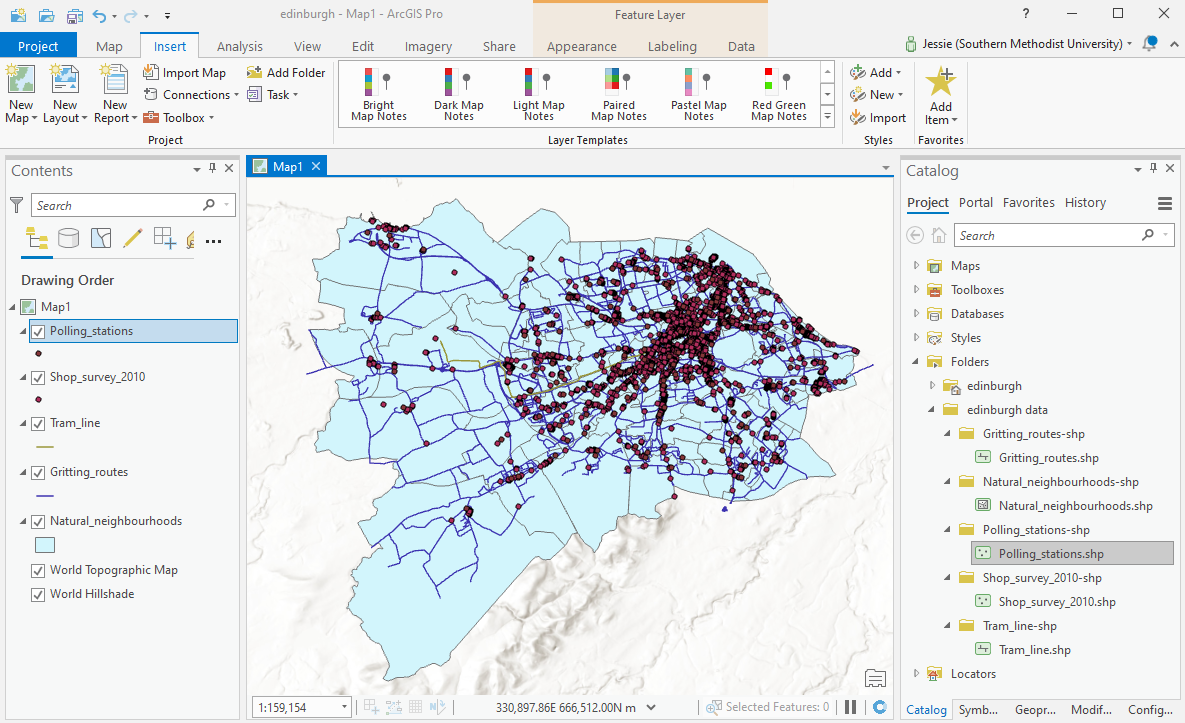 edinburgh - Map1 - ArcGIS Pro
Feature Layer
?
Project
Map
Insert
Analysis
View
Edit
Imagery
Share
Appearance
Labeling
Data
Jessie (Southern Methodist University)
New Map
New Layout
New Report
Import Map
Connections
Toolbox
Add Folder
Task
Project
Bright Map Notes
Dark Map Notes
Light Map Notes
Paired Map Notes
Pastel Map Notes
Red Green Map Notes
Layer Templates
Add
New
Import
Styles
Add Item
Favorites
Contents
Search
Drawing Order
Map1
Polling_stations
Shop_survey_2010
Tram_line
Gritting_routes
Natural_neighbourhoods
World Topographic Map
World Hillshade
Map1
1:159,154
330,897.86E 666,512.00N m
Selected Features: 0
Catalog
Project
Portal
Favorites
History
Search
Maps
Toolboxes
Databases
Styles
Folders
edinburgh
edinburgh data
Gritting_routes-shp
Gritting_routes.shp
Natural_neighbourhoods-shp
Natural_neighbourhoods.shp
Polling_stations-shp
Polling_stations.shp
Shop_survey_2010-shp
Shop_survey_2010.shp
Tram_line-shp
Tram_line.shp
Locators
Catalog
Symb...
Geopr...
Modif...
Config...